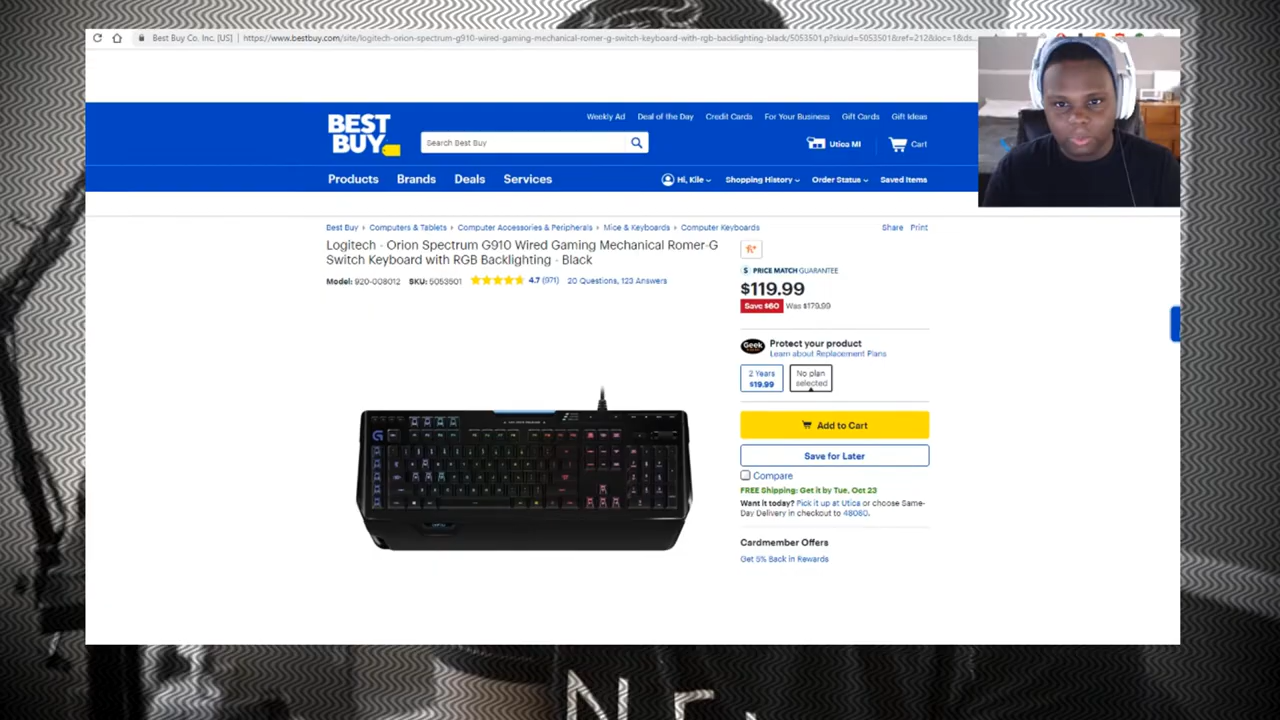 Best Buy Co. Inc. [US] | https://www.bestbuy.com/site/logitech-orion-spectrum-g910-wired-gaming-mechanical-romer-g-switch-keyboard-with-rgb-backlighting-black/5053501.p?skuId=5053501&ref=212&loc=1&ds...
Weekly Ad Deal of the Day Credit Cards For Your Business Gift Cards Gift Ideas
BEST
BUY
Search Best Buy
Utica MI
Cart
Products Brands Deals Services
Hi, Kile Shopping History Order Status Saved Items
Best Buy › Computers & Tablets › Computer Accessories & Peripherals › Mice & Keyboards › Computer Keyboards
Share Print
Logitech - Orion Spectrum G910 Wired Gaming Mechanical Romer-G
Switch Keyboard with RGB Backlighting - Black
Model: 920-008012 SKU: 5053501 4.7 (971) 20 Questions, 123 Answers
PRICE MATCH GUARANTEE
$119.99
Save $60 Was $179.99
Geek
Protect your product
Learn about Replacement Plans
2 Years
$19.99
No plan
selected
Add to Cart
Save for Later
Compare
FREE Shipping: Get it by Tue, Oct 23
Want it today? Pick it up at Utica or choose Same-
Day Delivery in checkout to 48080.
Cardmember Offers
Get 5% Back in Rewards